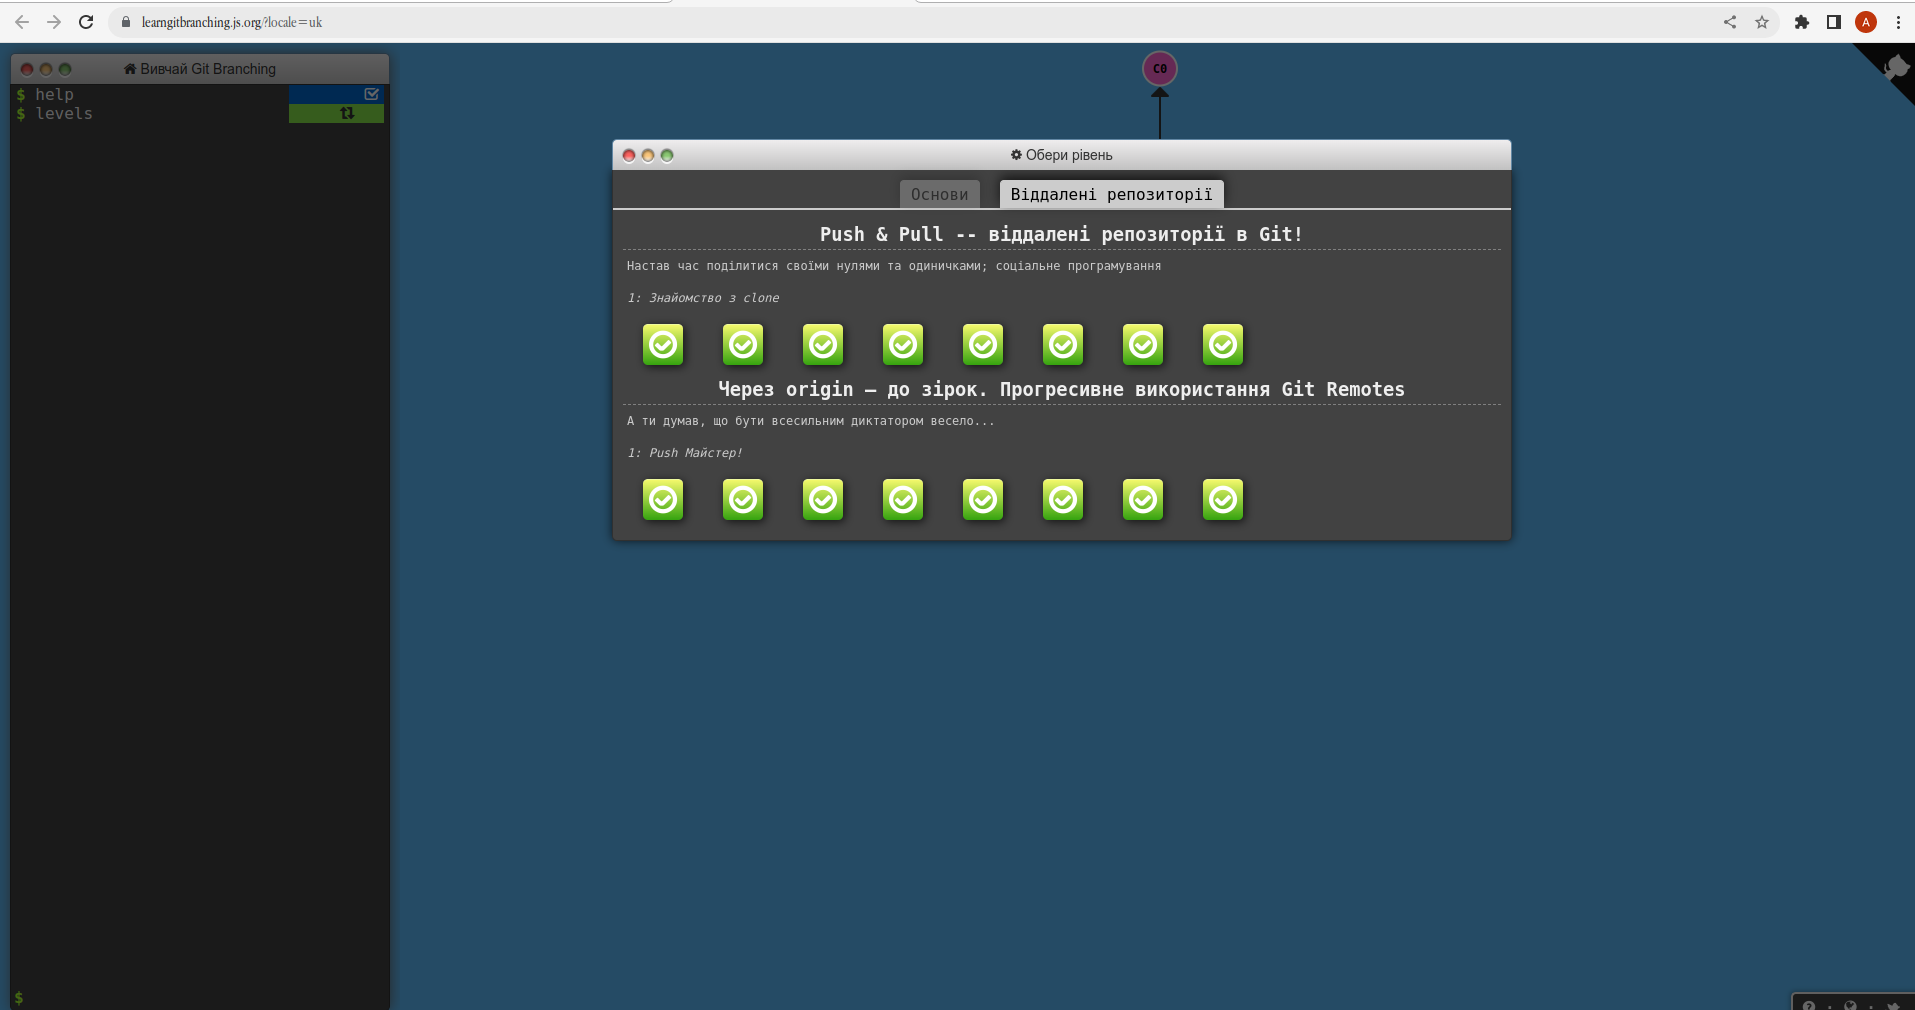 learngitbranching.js.org/?locale=uk
A
Вивчай Git Branching
$ help
$ levels
C0
Обери рівень
Основи
Віддалені репозиторії
Push & Pull -- віддалені репозиторії в Git!
Настав час поділитися своїми нулями та одиничками; соціальне програмування
1: Знайомство з clone
Через origin – до зірок. Прогресивне використання Git Remotes
А ти думав, що бути всесильним диктатором весело...
1: Push Майстер!
$